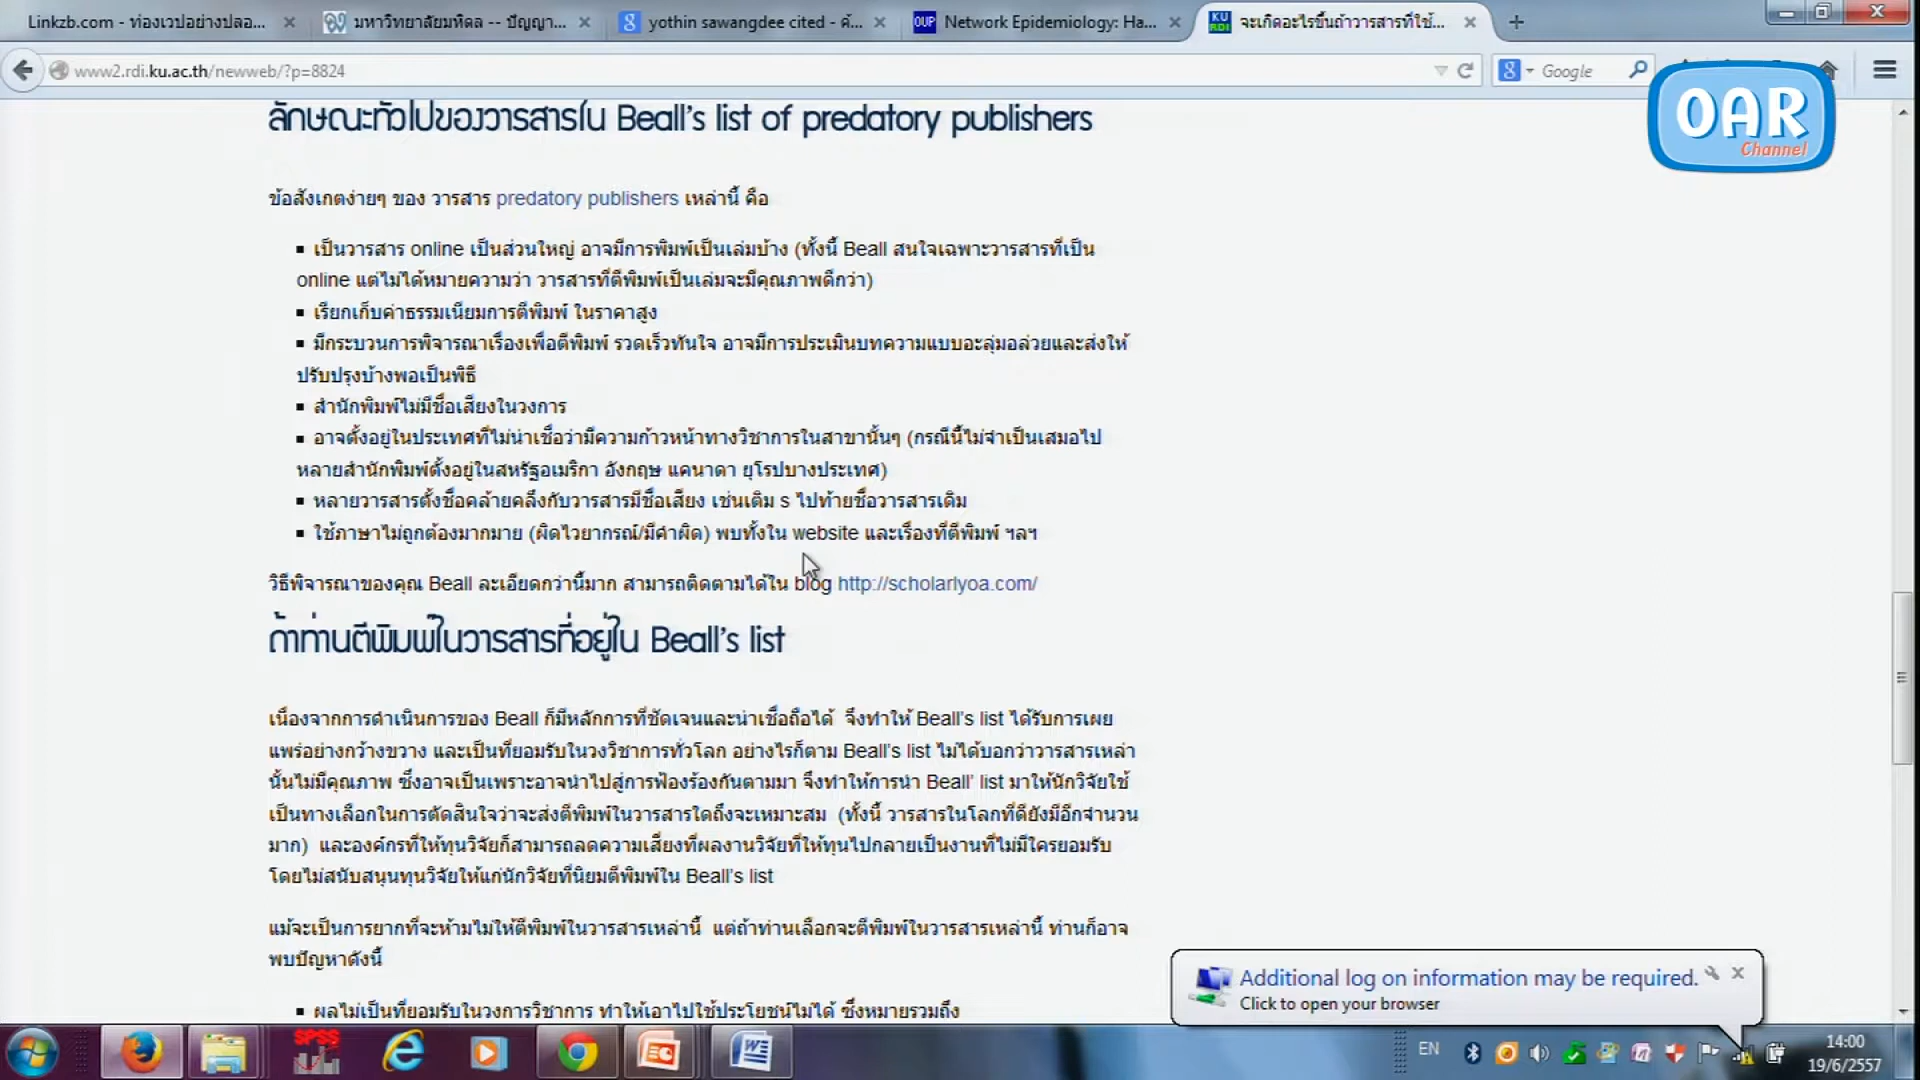 Linkzb.com - ท่องเวปอย่างปลอ...
มหาวิทยาลัยมหิดล -- ปัญญา...
yothin sawangdee cited - ค้...
OUP Network Epidemiology: Ha...
KU RDI จะเกิดอะไรขึ้นถ้าวารสารที่ใช้...
www2.rdi.ku.ac.th/newweb/?p=8824
Google
OAR
Channel
ลักษณะทั่วไปของวารสารใน Beall's list of predatory publishers
ข้อสังเกตง่ายๆ ของ วารสาร predatory publishers เหล่านี้ คือ
เป็นวารสาร online เป็นส่วนใหญ่ อาจมีการพิมพ์เป็นเล่มบ้าง (ทั้งนี้ Beall สนใจเฉพาะวารสารที่เป็น
online แต่ไม่ได้หมายความว่า วารสารที่ตีพิมพ์เป็นเล่มจะมีคุณภาพดีกว่า)
เรียกเก็บค่าธรรมเนียมการตีพิมพ์ ในราคาสูง
มีกระบวนการพิจารณาเรื่องเพื่อตีพิมพ์ รวดเร็วทันใจ อาจมีการประเมินบทความแบบอะลุ่มอล่วยและส่งให้
ปรับปรุงบ้างพอเป็นพิธี
สำนักพิมพ์ไม่มีชื่อเสียงในวงการ
อาจตั้งอยู่ในประเทศที่ไม่น่าเชื่อว่ามีความก้าวหน้าทางวิชาการในสาขานั้นๆ (กรณีนี้ไม่จำเป็นเสมอไป
หลายสำนักพิมพ์ตั้งอยู่ในสหรัฐอเมริกา อังกฤษ แคนาดา ยุโรปบางประเทศ)
หลายวารสารตั้งชื่อคล้ายคลึงกับวารสารมีชื่อเสียง เช่นเติม s ไปท้ายชื่อวารสารเดิม
ใช้ภาษาไม่ถูกต้องมากมาย (ผิดไวยากรณ์/มีคำผิด) พบทั้งใน website และเรื่องที่ตีพิมพ์ ฯลฯ
วิธีพิจารณาของคุณ Beall ละเอียดกว่านี้มาก สามารถติดตามได้ใน blog http://scholarlyoa.com/
ถ้าท่านตีพิมพ์ในวารสารที่อยู่ใน Beall's list
เนื่องจากการดำเนินการของ Beall ก็มีหลักการที่ชัดเจนและน่าเชื่อถือได้ จึงทำให้ Beall's list ได้รับการเผย
แพร่อย่างกว้างขวาง และเป็นที่ยอมรับในวงวิชาการทั่วโลก อย่างไรก็ตาม Beall's list ไม่ได้บอกว่าวารสารเหล่า
นั้นไม่มีคุณภาพ ซึ่งอาจเป็นเพราะอาจนำไปสู่การฟ้องร้องกันตามมา จึงทำให้การนำ Beall' list มาให้นักวิจัยใช้
เป็นทางเลือกในการตัดสินใจว่าจะส่งตีพิมพ์ในวารสารใดถึงจะเหมาะสม (ทั้งนี้ วารสารในโลกที่ดียังมีอีกจำนวน
มาก) และองค์กรที่ให้ทุนวิจัยก็สามารถลดความเสี่ยงที่ผลงานวิจัยที่ให้ทุนไปกลายเป็นงานที่ไม่มีใครยอมรับ
โดยไม่สนับสนุนทุนวิจัยให้แก่นักวิจัยที่นิยมตีพิมพ์ใน Beall's list
แม้จะเป็นการยากที่จะห้ามไม่ให้ตีพิมพ์ในวารสารเหล่านี้ แต่ถ้าท่านเลือกจะตีพิมพ์ในวารสารเหล่านี้ ท่านก็อาจ
พบปัญหาดังนี้
ผลไม่เป็นที่ยอมรับในวงการวิชาการ ทำให้เอาไปใช้ประโยชน์ไม่ได้ ซึ่งหมายรวมถึง
Additional log on information may be required.
Click to open your browser
SPSS
EN
14:00
19/6/2557